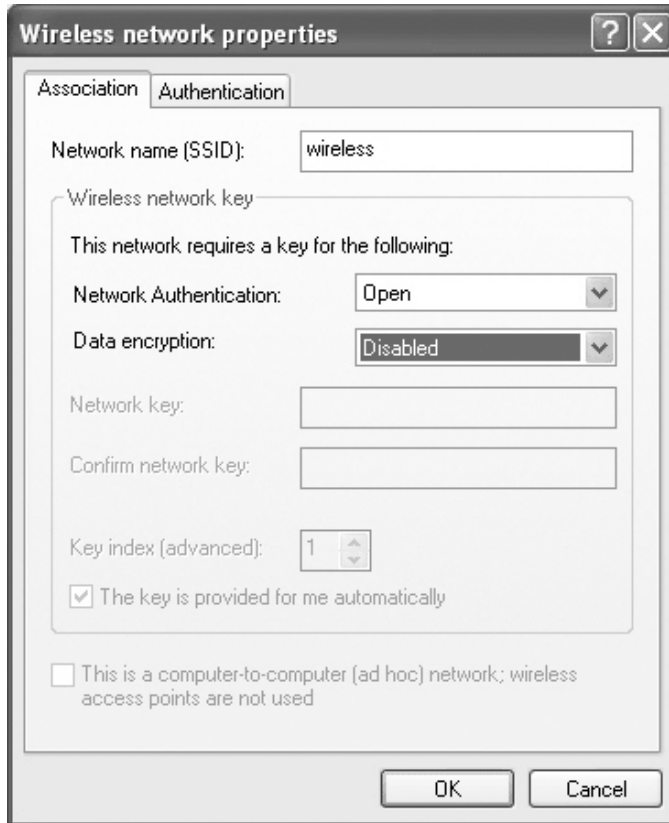 Wireless network properties
Association Authentication
Network name (SSID): wireless
Wireless network key
This network requires a key for the following:
Network Authentication: Open
Data encryption: Disabled
Network key:
Confirm network key:
Key index (advanced): 1
The key is provided for me automatically
This is a computer-to-computer (ad hoc) network; wireless
access points are not used
OK Cancel